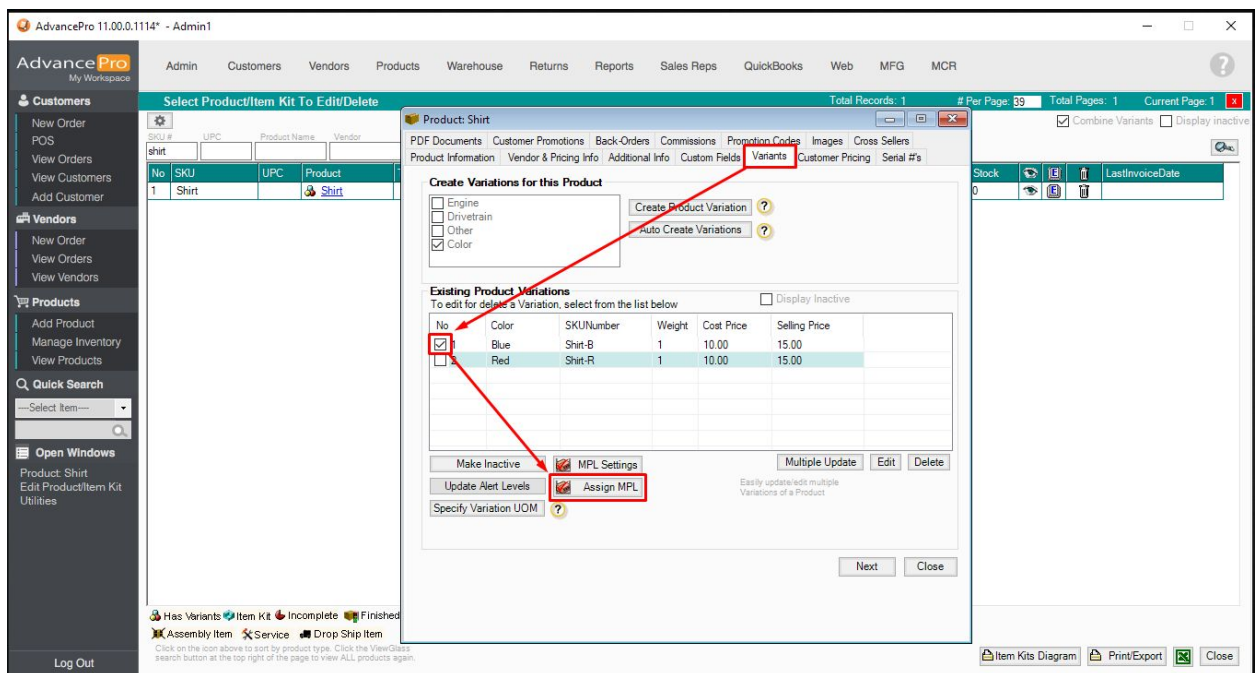 AdvancePro 11.00.0.1114* - Admin1
AdvancePro
My Workspace
Admin Customers Vendors Products Warehouse Returns Reports Sales Reps QuickBooks Web MFG MCR
?
Customers
New Order
POS
View Orders
View Customers
Add Customer
Vendors
New Order
View Orders
View Vendors
Products
Add Product
Manage Inventory
View Products
Quick Search
---Select Item---
Open Windows
Product: Shirt
Edit Product/Item Kit
Utilities
Log Out
Select Product/Item Kit To Edit/Delete Total Records: 1 # Per Page: 39 Total Pages: 1 Current Page: 1 x
Combine Variants Display inactive
SKU # UPC Product Name Vendor
shirt
No SKU UPC Product Stock E LastInvoiceDate
1 Shirt Shirt 0 E
Product: Shirt
PDF Documents Customer Promotions Back-Orders Commissions Promotion Codes Images Cross Sellers
Product Information Vendor & Pricing Info Additional Info Custom Fields Variants Customer Pricing Serial #'s
Create Variations for this Product
Engine
Drivetrain
Other
Color
Create Product Variation ?
Auto Create Variations ?
Existing Product Variations
To edit for delete a Variation, select from the list below Display Inactive
No Color SKUNumber Weight Cost Price Selling Price
1 Blue Shirt-B 1 10.00 15.00
2 Red Shirt-R 1 10.00 15.00
Make Inactive MPL Settings Multiple Update Edit Delete
Update Alert Levels Assign MPL
Easily update/edit multiple
Variations of a Product
Specify Variation UOM ?
Next Close
Has Variants Item Kit Incomplete Finished
Assembly Item Service Drop Ship Item
Click on the icon above to sort by product type. Click the ViewGlass
search button at the top right of the page to view ALL products again.
Item Kits Diagram Print/Export Close